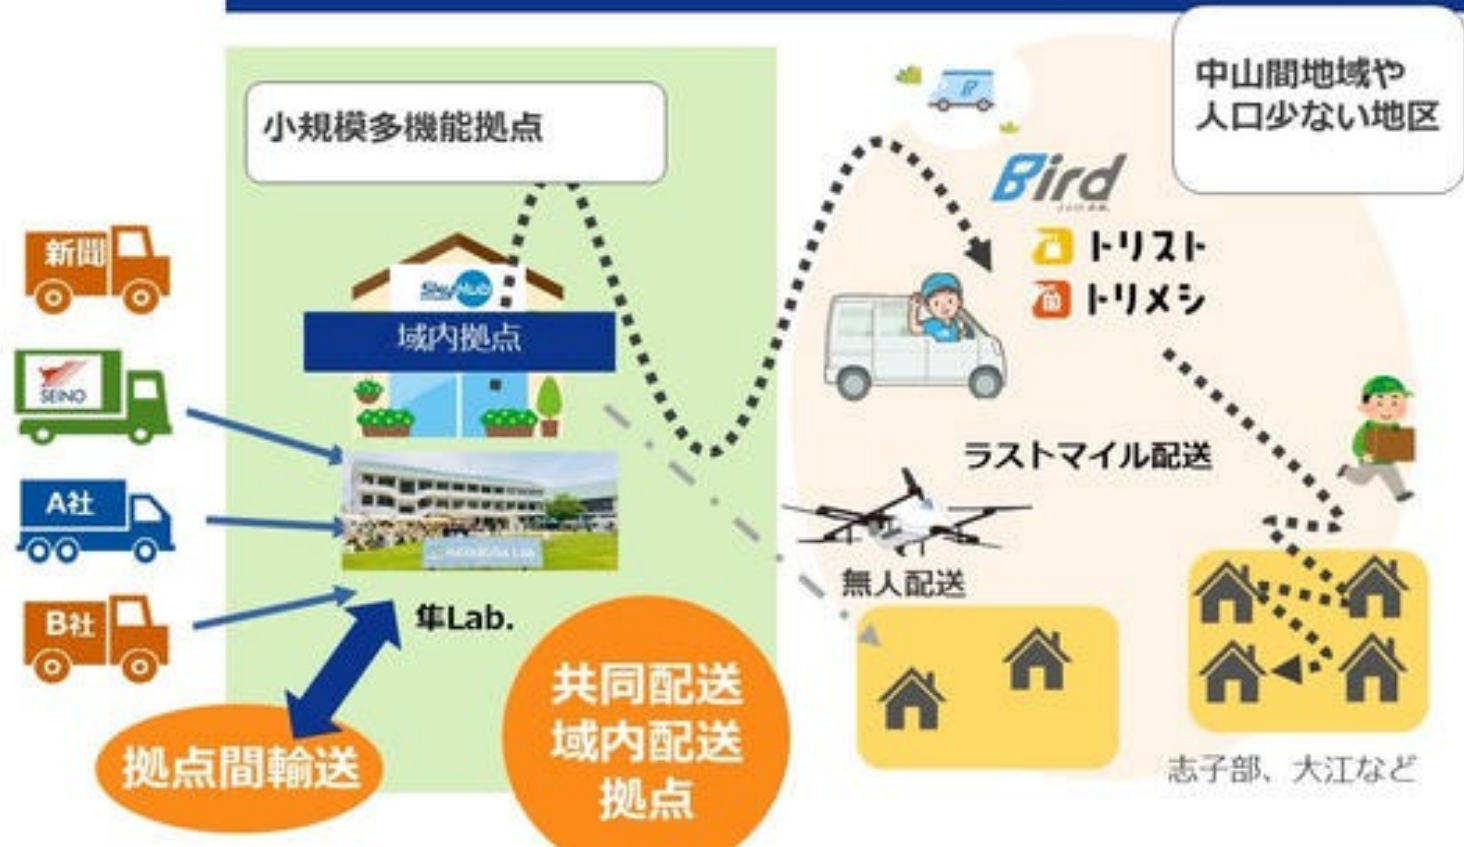 小規模多機能拠点
中山間地域や
人口少ない地区
新聞
SEINO
A社
B社
SkyHub
域内拠点
隼Lab.
拠点間輸送
共同配送
域内配送
拠点
Bird
トリスト
トリメシ
ラストマイル配送
無人配送
志子部、大江など